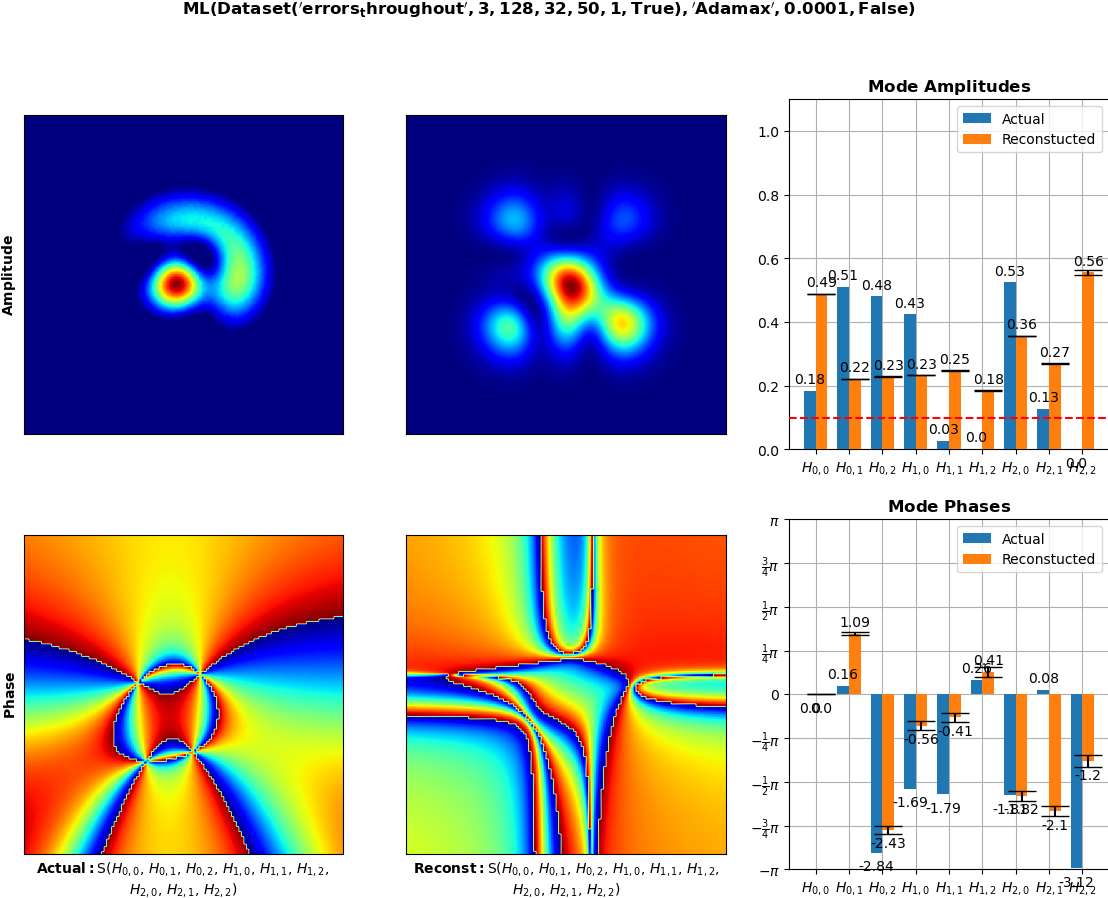 ML(Dataset('errors_throughout', 3, 128, 32, 50, 1, True), 'Adamax', 0.0001, False)
Amplitude
Mode Amplitudes
Actual
Reconstucted
1.0
0.8
0.6
0.4
0.2
0.0
0.18 0.49 0.51 0.22 0.48 0.23 0.43 0.23 0.03 0.25 0.0 0.18 0.53 0.36 0.13 0.27 0.0 0.56
H0,0 H0,1 H0,2 H1,0 H1,1 H1,2 H2,0 H2,1 H2,2
Phase
Mode Phases
Actual
Reconstucted
π
3/4π
1/2π
1/4π
0
−1/4π
−1/2π
−3/4π
−π
0.0 0.0 0.16 1.09 -2.84 -2.43 -1.69 -0.56 -1.79 -0.41 0.26 0.41 -1.82 0.08 -2.1 -3.12 -1.2
H0,0 H0,1 H0,2 H1,0 H1,1 H1,2 H2,0 H2,1 H2,2
Actual: S(H0,0, H0,1, H0,2, H1,0, H1,1, H1,2,
H2,0, H2,1, H2,2)
Reconst: S(H0,0, H0,1, H0,2, H1,0, H1,1, H1,2,
H2,0, H2,1, H2,2)